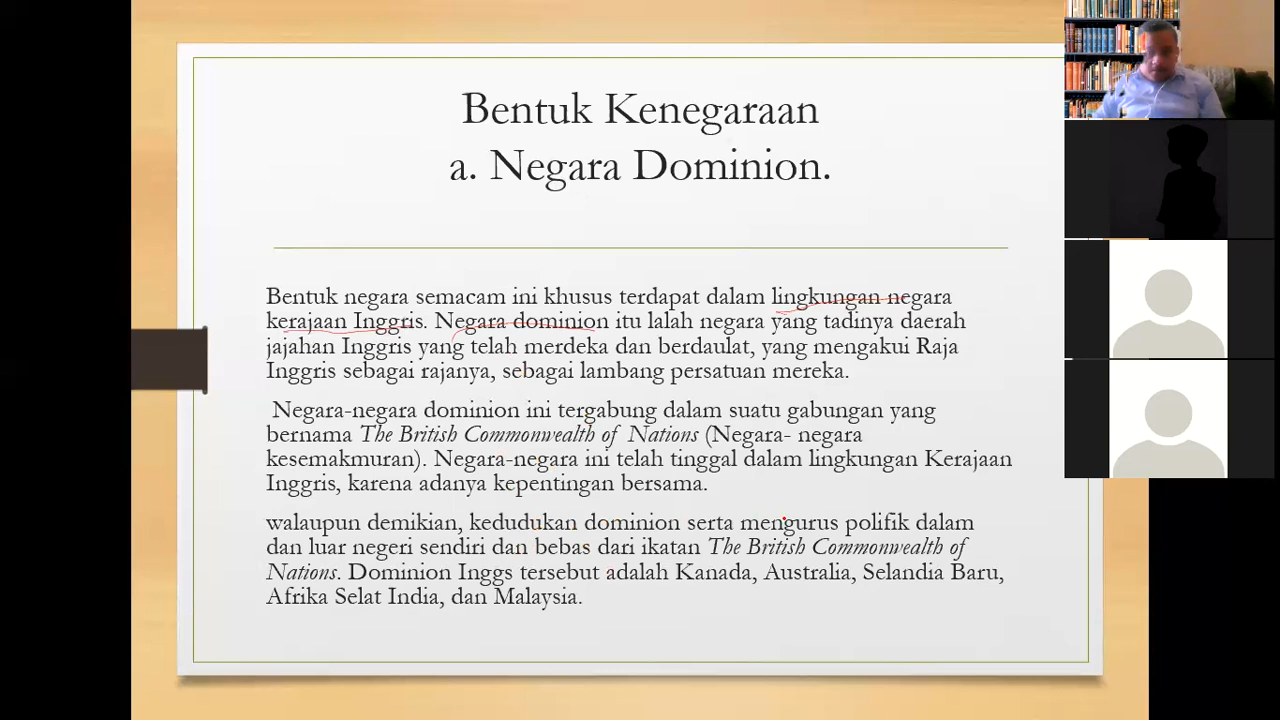 Bentuk Kenegaraan
a. Negara Dominion.
Bentuk negara semacam ini khusus terdapat dalam lingkungan negara
kerajaan Inggris. Negara dominion itu lalah negara yang tadinya daerah
jajahan Inggris yang telah merdeka dan berdaulat, yang mengakui Raja
Inggris sebagai rajanya, sebagai lambang persatuan mereka.
Negara-negara dominion ini tergabung dalam suatu gabungan yang
bernama The British Commonwealth of Nations (Negara- negara
kesemakmuran). Negara-negara ini telah tinggal dalam lingkungan Kerajaan
Inggris, karena adanya kepentingan bersama.
walaupun demikian, kedudukan dominion serta mengurus polifik dalam
dan luar negeri sendiri dan bebas dari ikatan The British Commonwealth of
Nations. Dominion Inggs tersebut adalah Kanada, Australia, Selandia Baru,
Afrika Selat India, dan Malaysia.